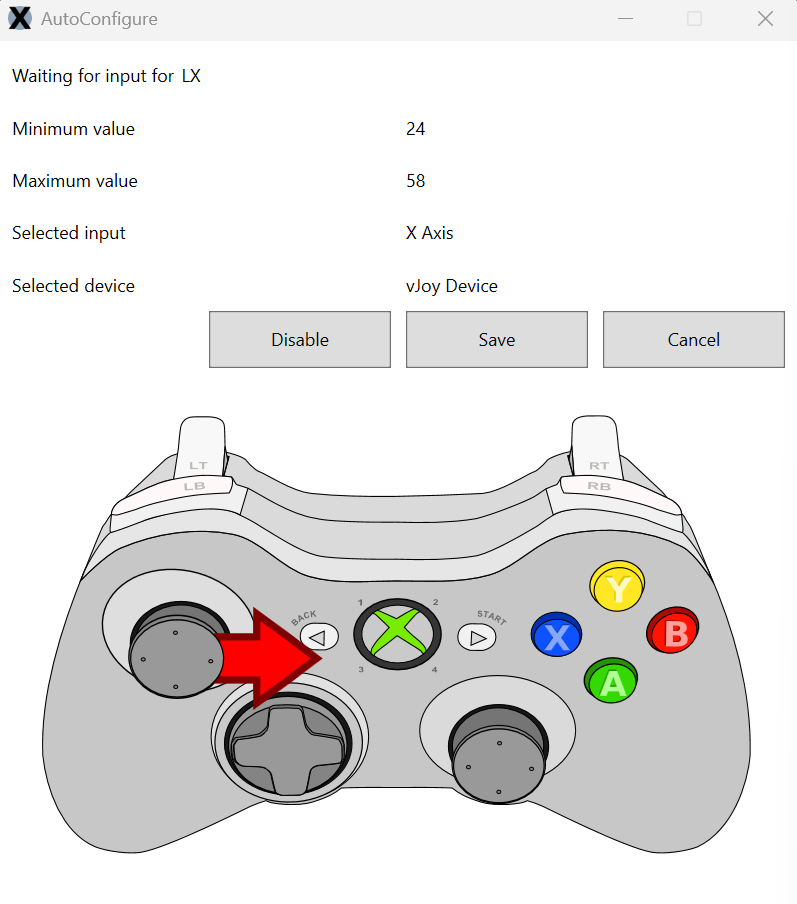 AutoConfigure
Waiting for input for LX
Minimum value 24
Maximum value 58
Selected input X Axis
Selected device vJoy Device
Disable Save Cancel
LT RT
LB RB
Y
1 2
BACK START
X B
3 4
A